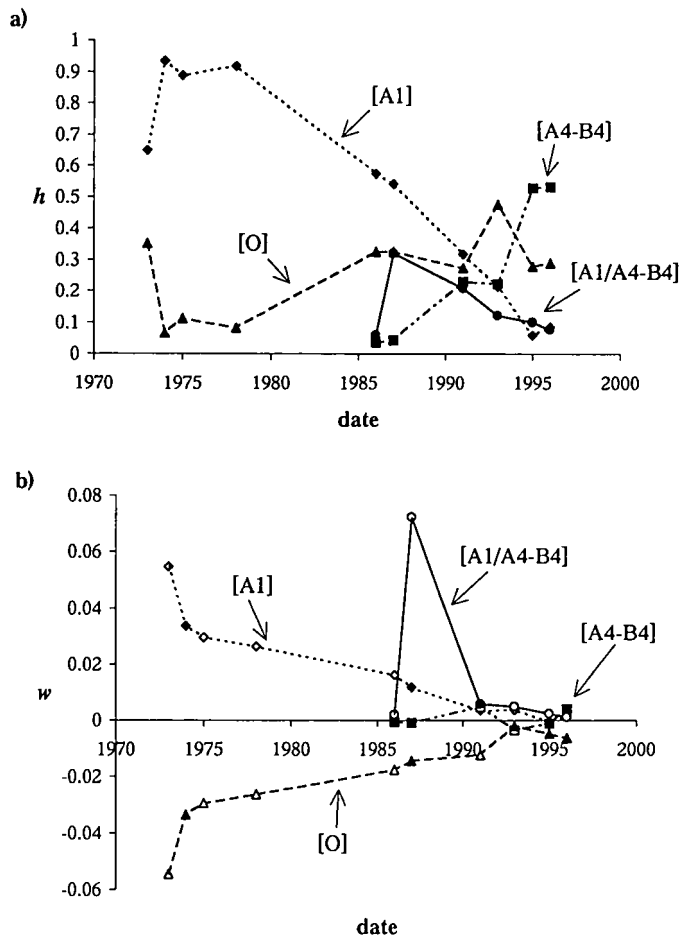 a)
1
0.9
0.8
[A1]
0.7
[A4-B4]
0.6
h
0.5
0.4
[O]
0.3
[A1/A4-B4]
0.2
0.1
0
1970 1975 1980 1985 1990 1995 2000
date
b)
0.08
0.06
[A1/A4-B4]
[A1]
0.04
[A4-B4]
w
0.02
0
1970 1975 1980 1985 1990 1995 2000
-0.02
-0.04
[O]
-0.06
date